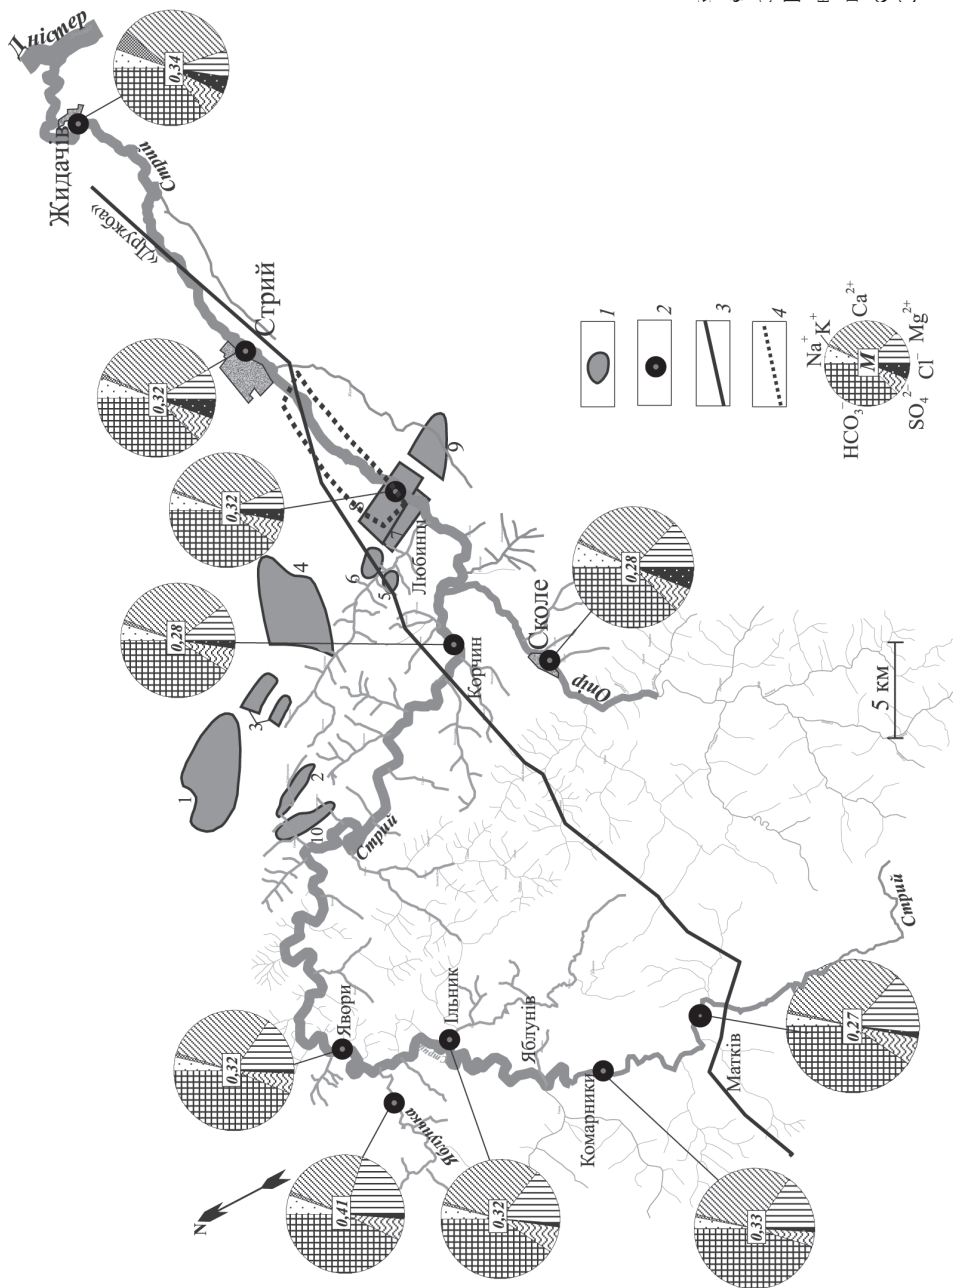 Дністер
0,34
Жидачів
Стрий
«Дружба»
Стрий
0,32
0,32
9
Любинці
6
5
4
0,28
Корчин
Сколе
0,28
Опір
3
1
2
10
Стрий
5 км
Стрий
Явори
0,32
Ільник
Яблунів
Яблунька
0,41
0,32
Комарники
Матків
0,27
0,33
N
1
2
3
4
Na⁺ K⁺
HCO₃⁻ Ca²⁺
M
SO₄²⁻ Cl⁻ Mg²⁺